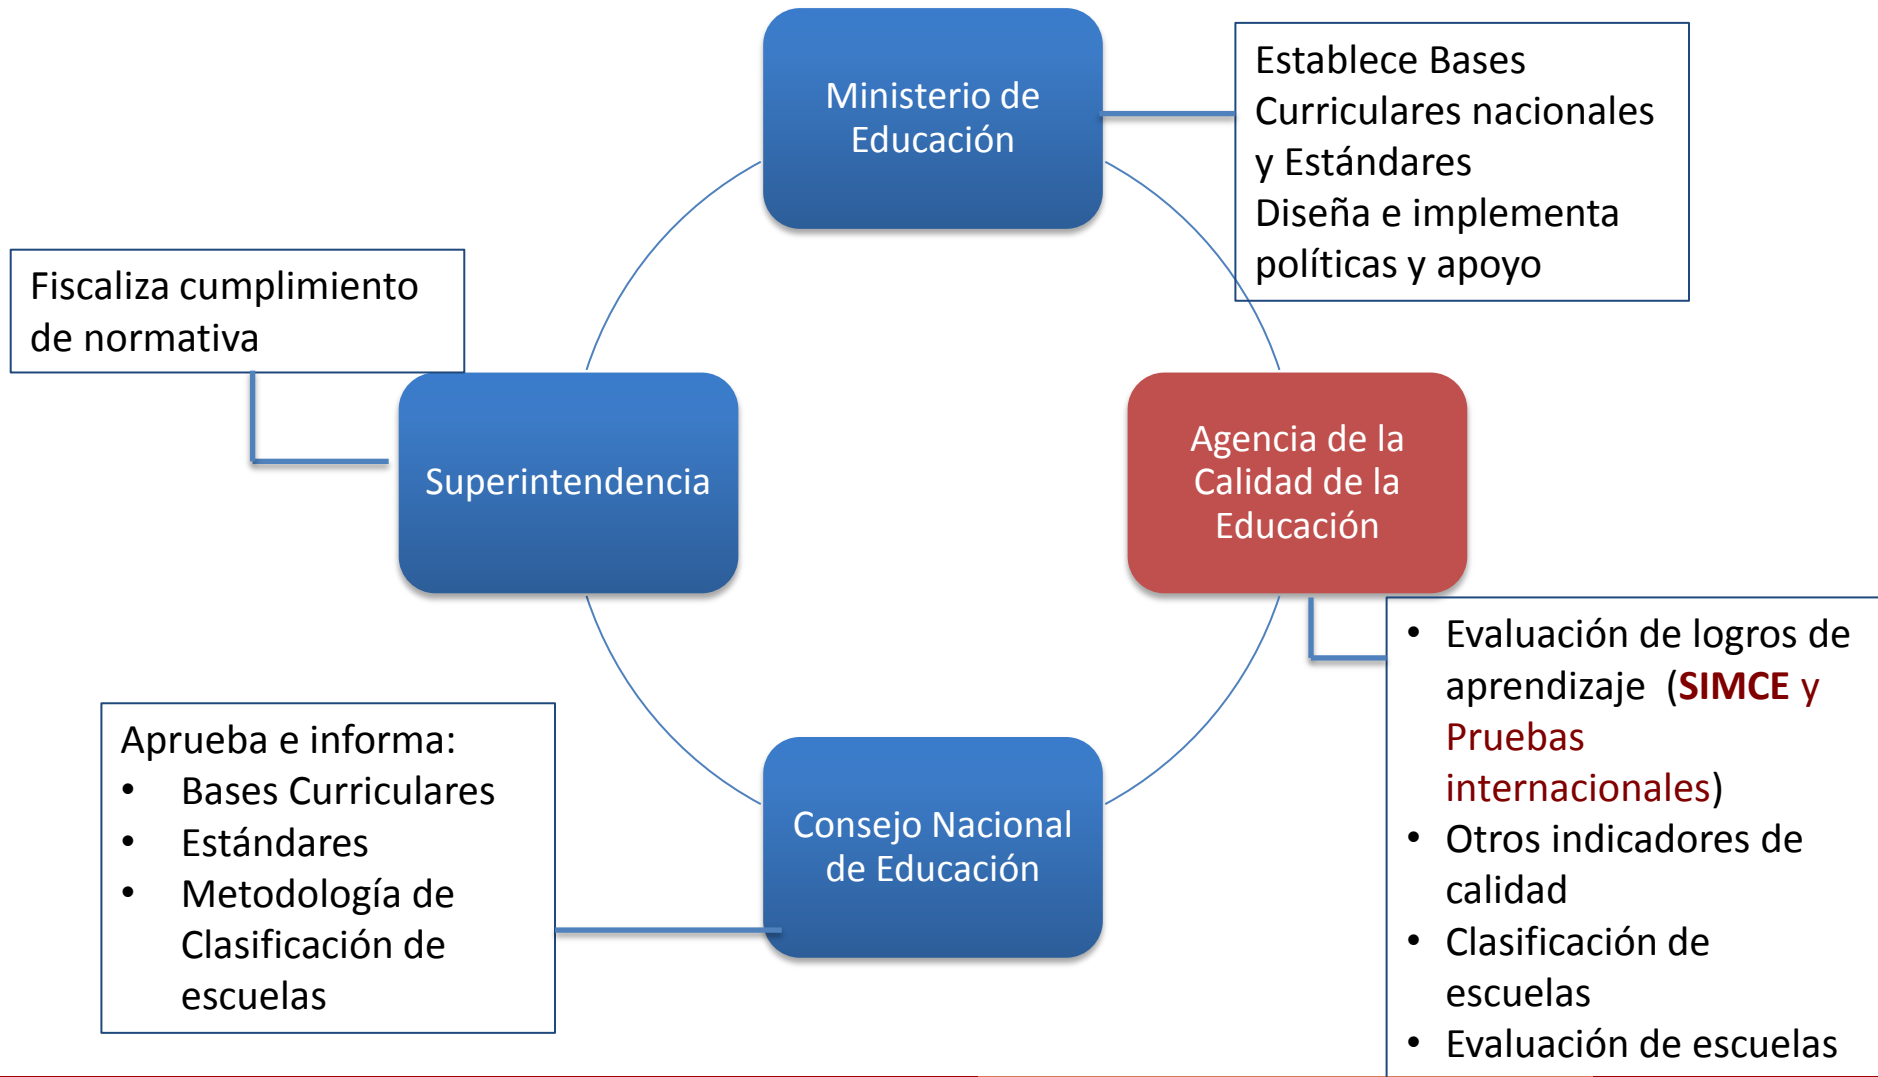 Ministerio de
Educación
Establece Bases
Curriculares nacionales
y Estándares
Diseña e implementa
políticas y apoyo
Fiscaliza cumplimiento
de normativa
Superintendencia
Agencia de la
Calidad de la
Educación
• Evaluación de logros de
aprendizaje (SIMCE y
Pruebas
internacionales)
• Otros indicadores de
calidad
• Clasificación de
escuelas
• Evaluación de escuelas
Consejo Nacional
de Educación
Aprueba e informa:
• Bases Curriculares
• Estándares
• Metodología de
Clasificación de
escuelas